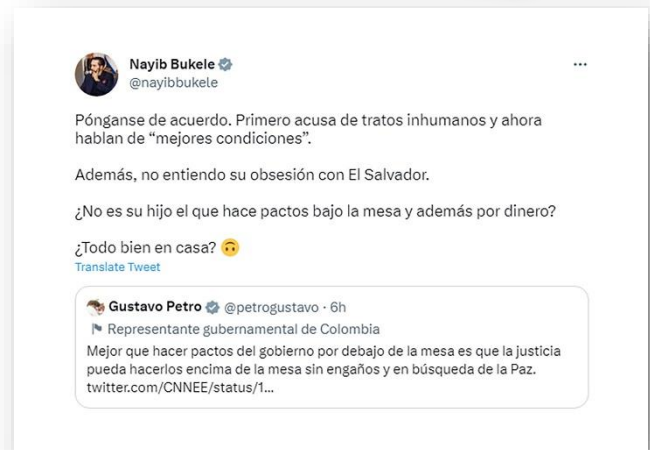 Nayib Bukele
@nayibbukele
Pónganse de acuerdo. Primero acusa de tratos inhumanos y ahora
hablan de “mejores condiciones”.
Además, no entiendo su obsesión con El Salvador.
¿No es su hijo el que hace pactos bajo la mesa y además por dinero?
¿Todo bien en casa? 🙃
Translate Tweet
Gustavo Petro @petrogustavo · 6h
Representante gubernamental de Colombia
Mejor que hacer pactos del gobierno por debajo de la mesa es que la justicia
pueda hacerlos encima de la mesa sin engaños y en búsqueda de la Paz.
twitter.com/CNNEE/status/1...